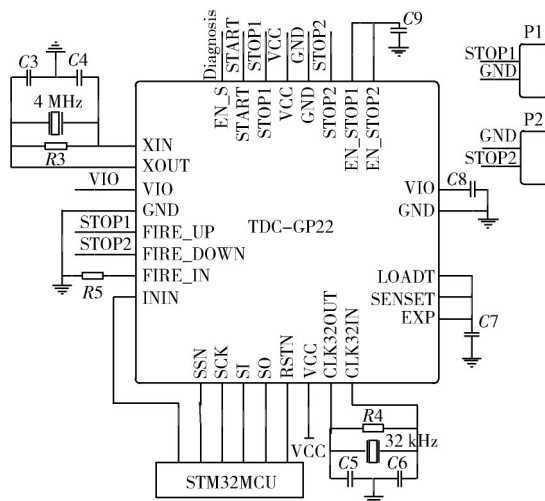 C9
P1
Diagnosis
START
STOP1
VCC
GND
STOP2
C3
C4
STOP1
GND
4 MHz
EN_S
START
STOP1
VCC
GND
STOP2
EN_STOP1
EN_STOP2
P2
GND
STOP2
R3
XIN
XOUT
VIO
VIO
VIO
C8
GND
GND
STOP1
FIRE_UP
TDC-GP22
STOP2
FIRE_DOWN
FIRE_IN
LOADT
R5
ININ
SENSET
EXP
C7
SSN
SCK
SI
SO
RSTN
VCC
CLK32OUT
CLK32IN
R4
32 kHz
VCC
C5
C6
STM32MCU